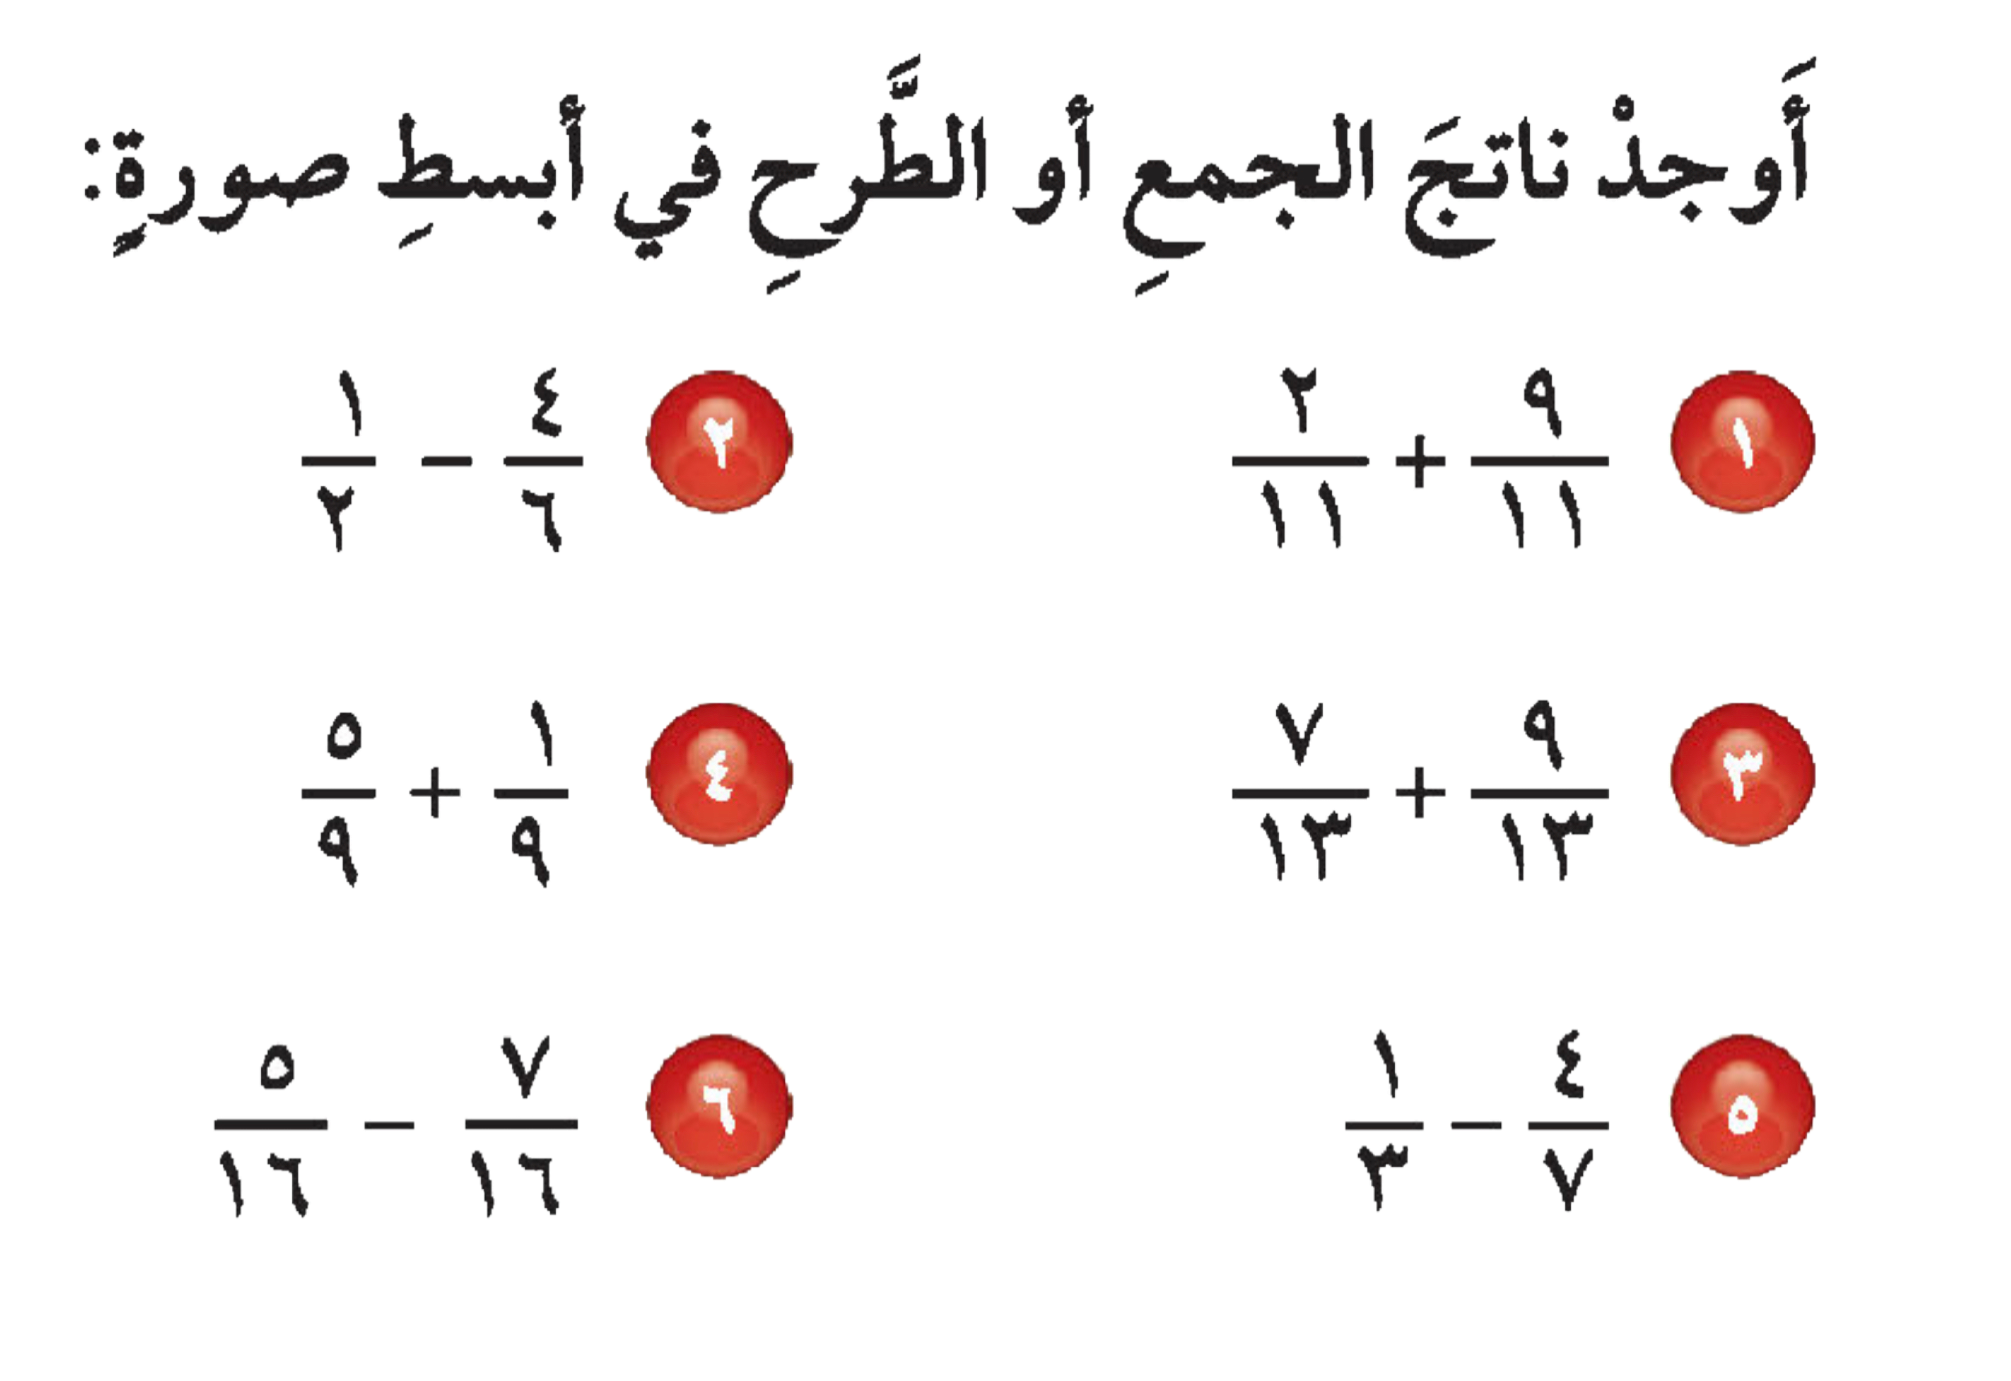 أَوجدْ ناتجَ الجمعِ أو الطَّرحِ في أبسطِ صورةٍ:
١ ٩/١١ + ٢/١١ ٢ ٤/٦ − ١/٢
٣ ٩/١٣ + ٧/١٣ ٤ ١/٩ + ٥/٩
٥ ٤/٧ − ١/٣ ٦ ٧/١٦ − ٥/١٦